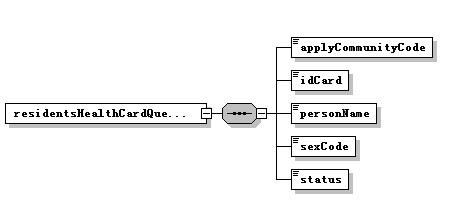 applyCommunityCode
idCard
residentsHealthCardQue...
personName
sexCode
status